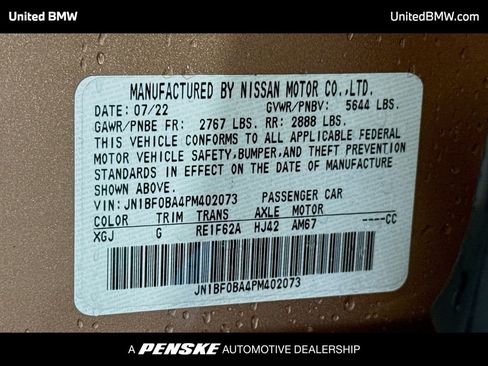 United BMW
UnitedBMW.com
MANUFACTURED BY NISSAN MOTOR CO.,LTD.
DATE: 07/22 GVWR/PNBV: 5644 LBS.
GAWR/PNBE FR: 2767 LBS. RR: 2888 LBS.
THIS VEHICLE CONFORMS TO ALL APPLICABLE FEDERAL
MOTOR VEHICLE SAFETY,BUMPER,AND THEFT PREVENTION
STANDARDS IN EFFECT ON THE DATE OF MANUFACTURE
SHOWN ABOVE.
VIN: JN1BF0BA4PM402073 PASSENGER CAR
COLOR TRIM TRANS AXLE MOTOR
XGJ G RE1F62A HJ42 AM67 ----CC
JN1BF0BA4PM402073
A PENSKE AUTOMOTIVE DEALERSHIP